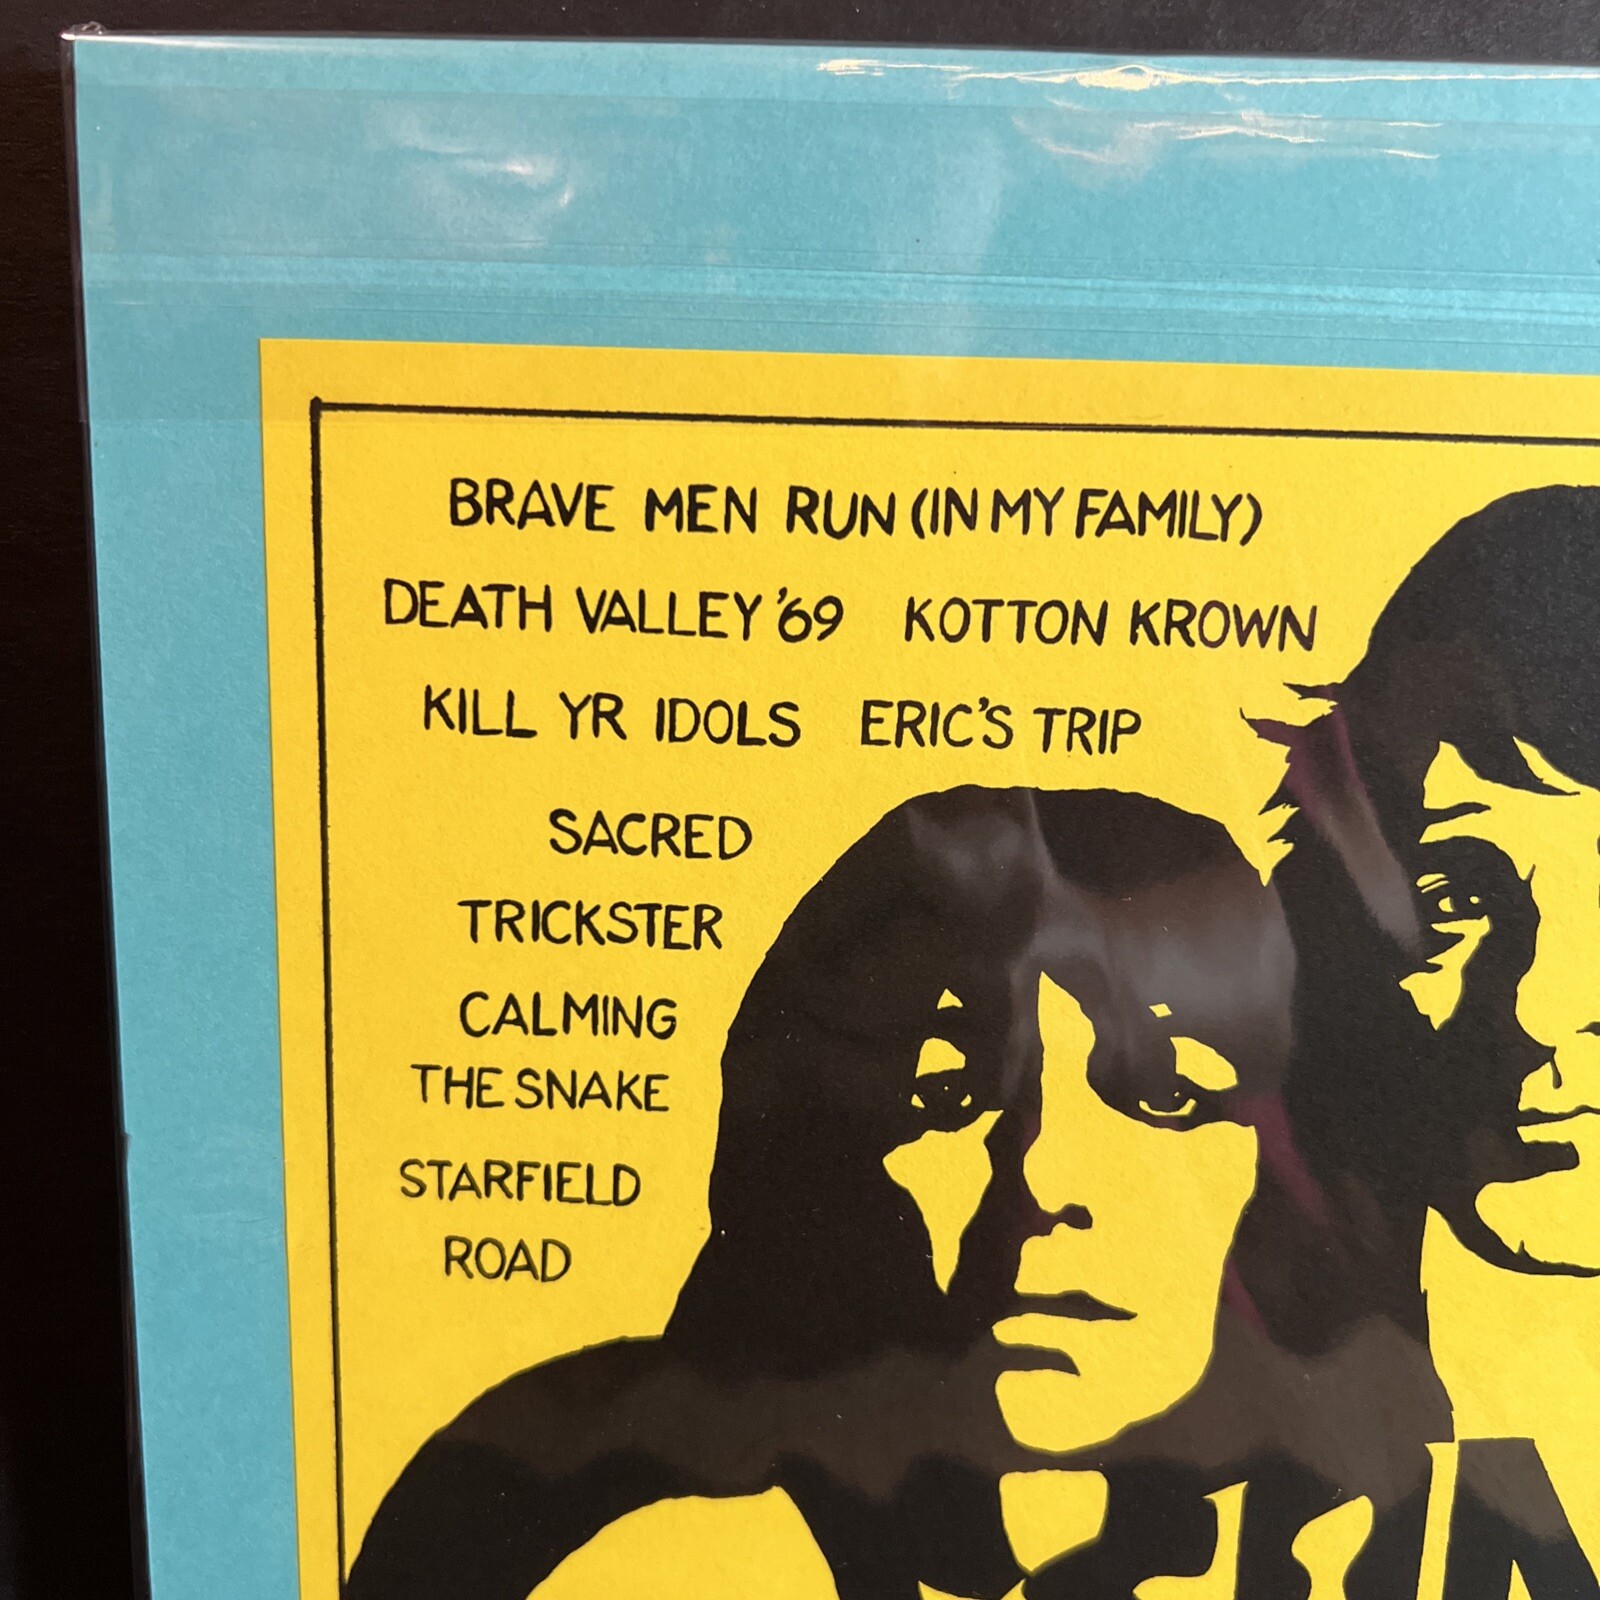 BRAVE MEN RUN (IN MY FAMILY)
DEATH VALLEY '69 KOTTON KROWN
KILL YR IDOLS ERIC'S TRIP
SACRED
TRICKSTER
CALMING
THE SNAKE
STARFIELD
ROAD